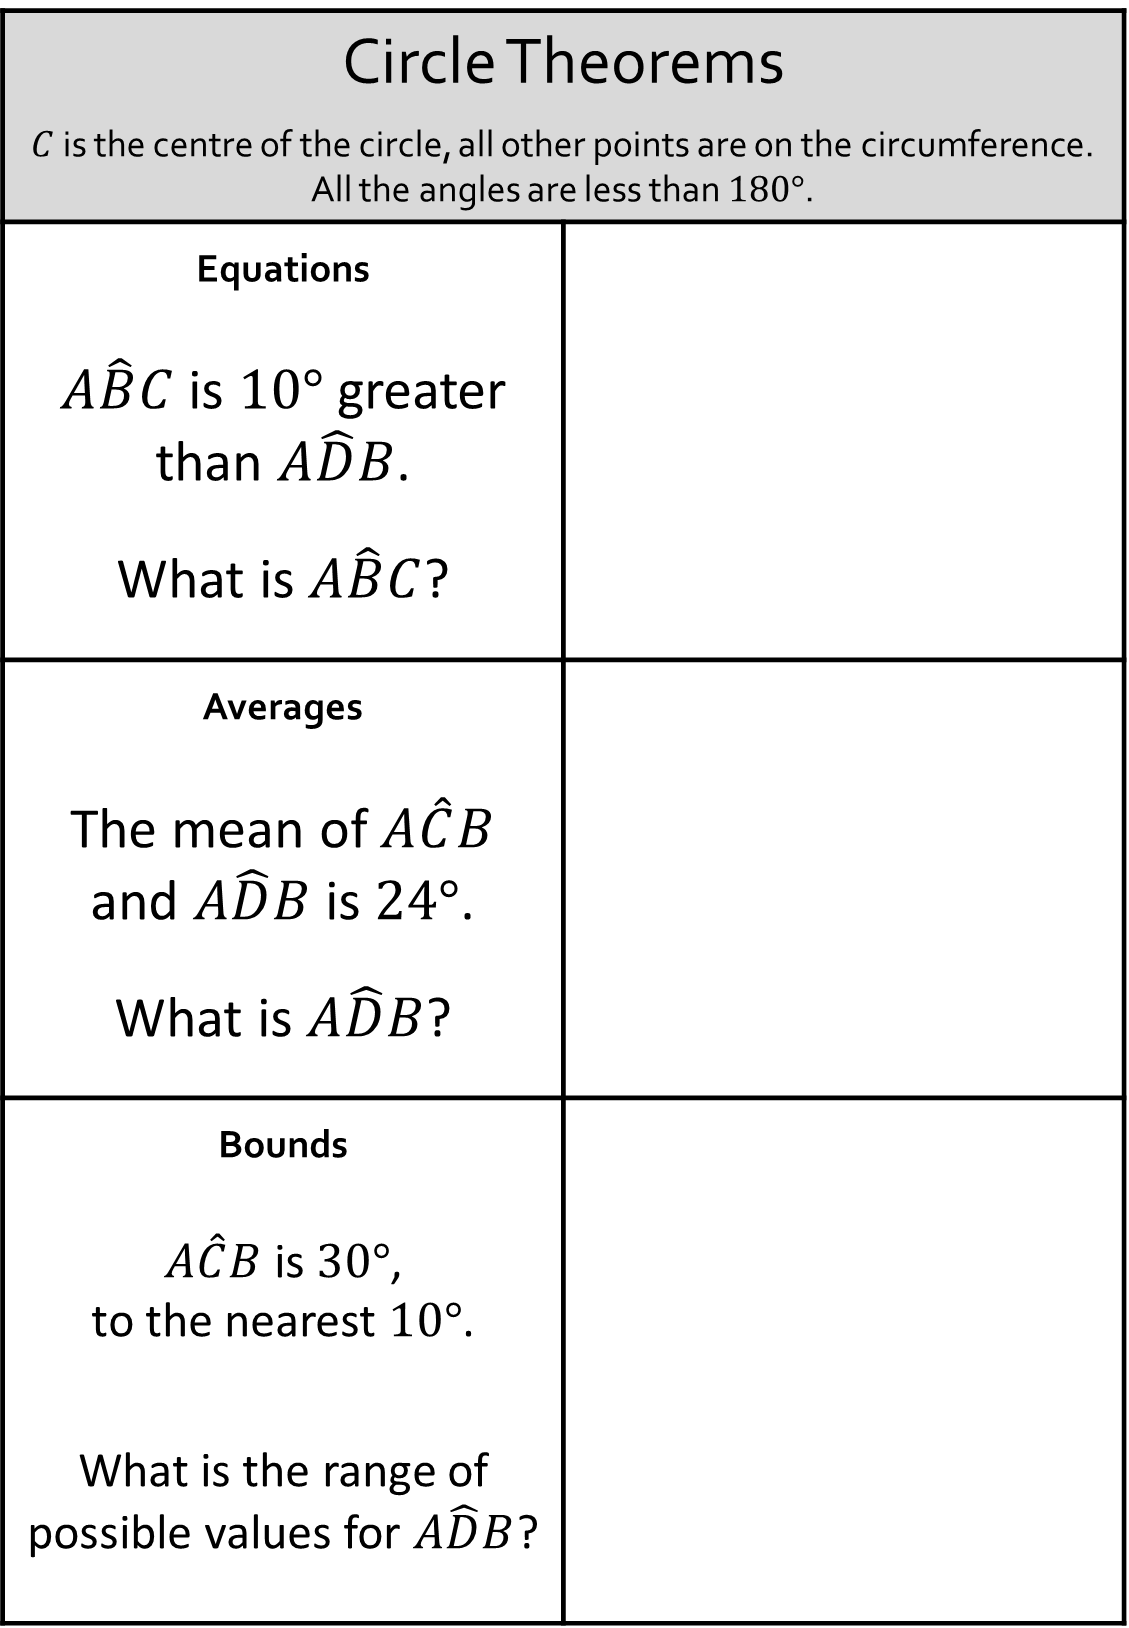 Circle Theorems
C is the centre of the circle, all other points are on the circumference.
All the angles are less than 180°.
Equations
AB̂C is 10° greater
than AD̂B.
What is AB̂C?
Averages
The mean of AĈB
and AD̂B is 24°.
What is AD̂B?
Bounds
AĈB is 30°,
to the nearest 10°.
What is the range of
possible values for AD̂B?